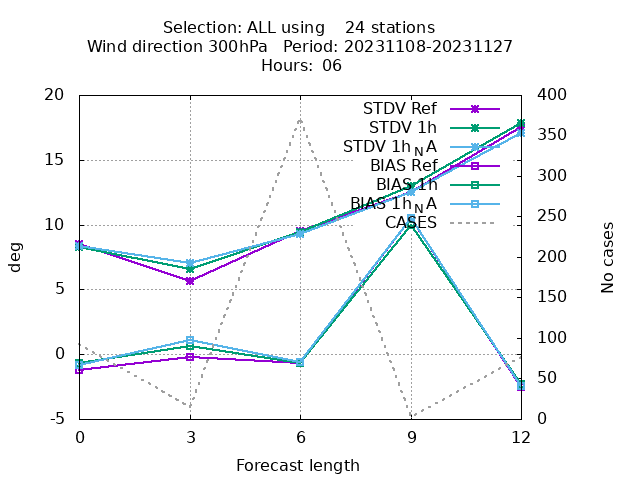 Selection: ALL using    24 stations
Wind direction 300hPa   Period: 20231108-20231127
Hours: 06
20
15
10
5
0
-5
400
350
300
250
200
150
100
50
0
deg
No cases
STDV Ref
STDV 1h
STDV 1h_NA
BIAS Ref
BIAS 1h
BIAS 1h_NA
CASES
0 3 6 9 12
Forecast length